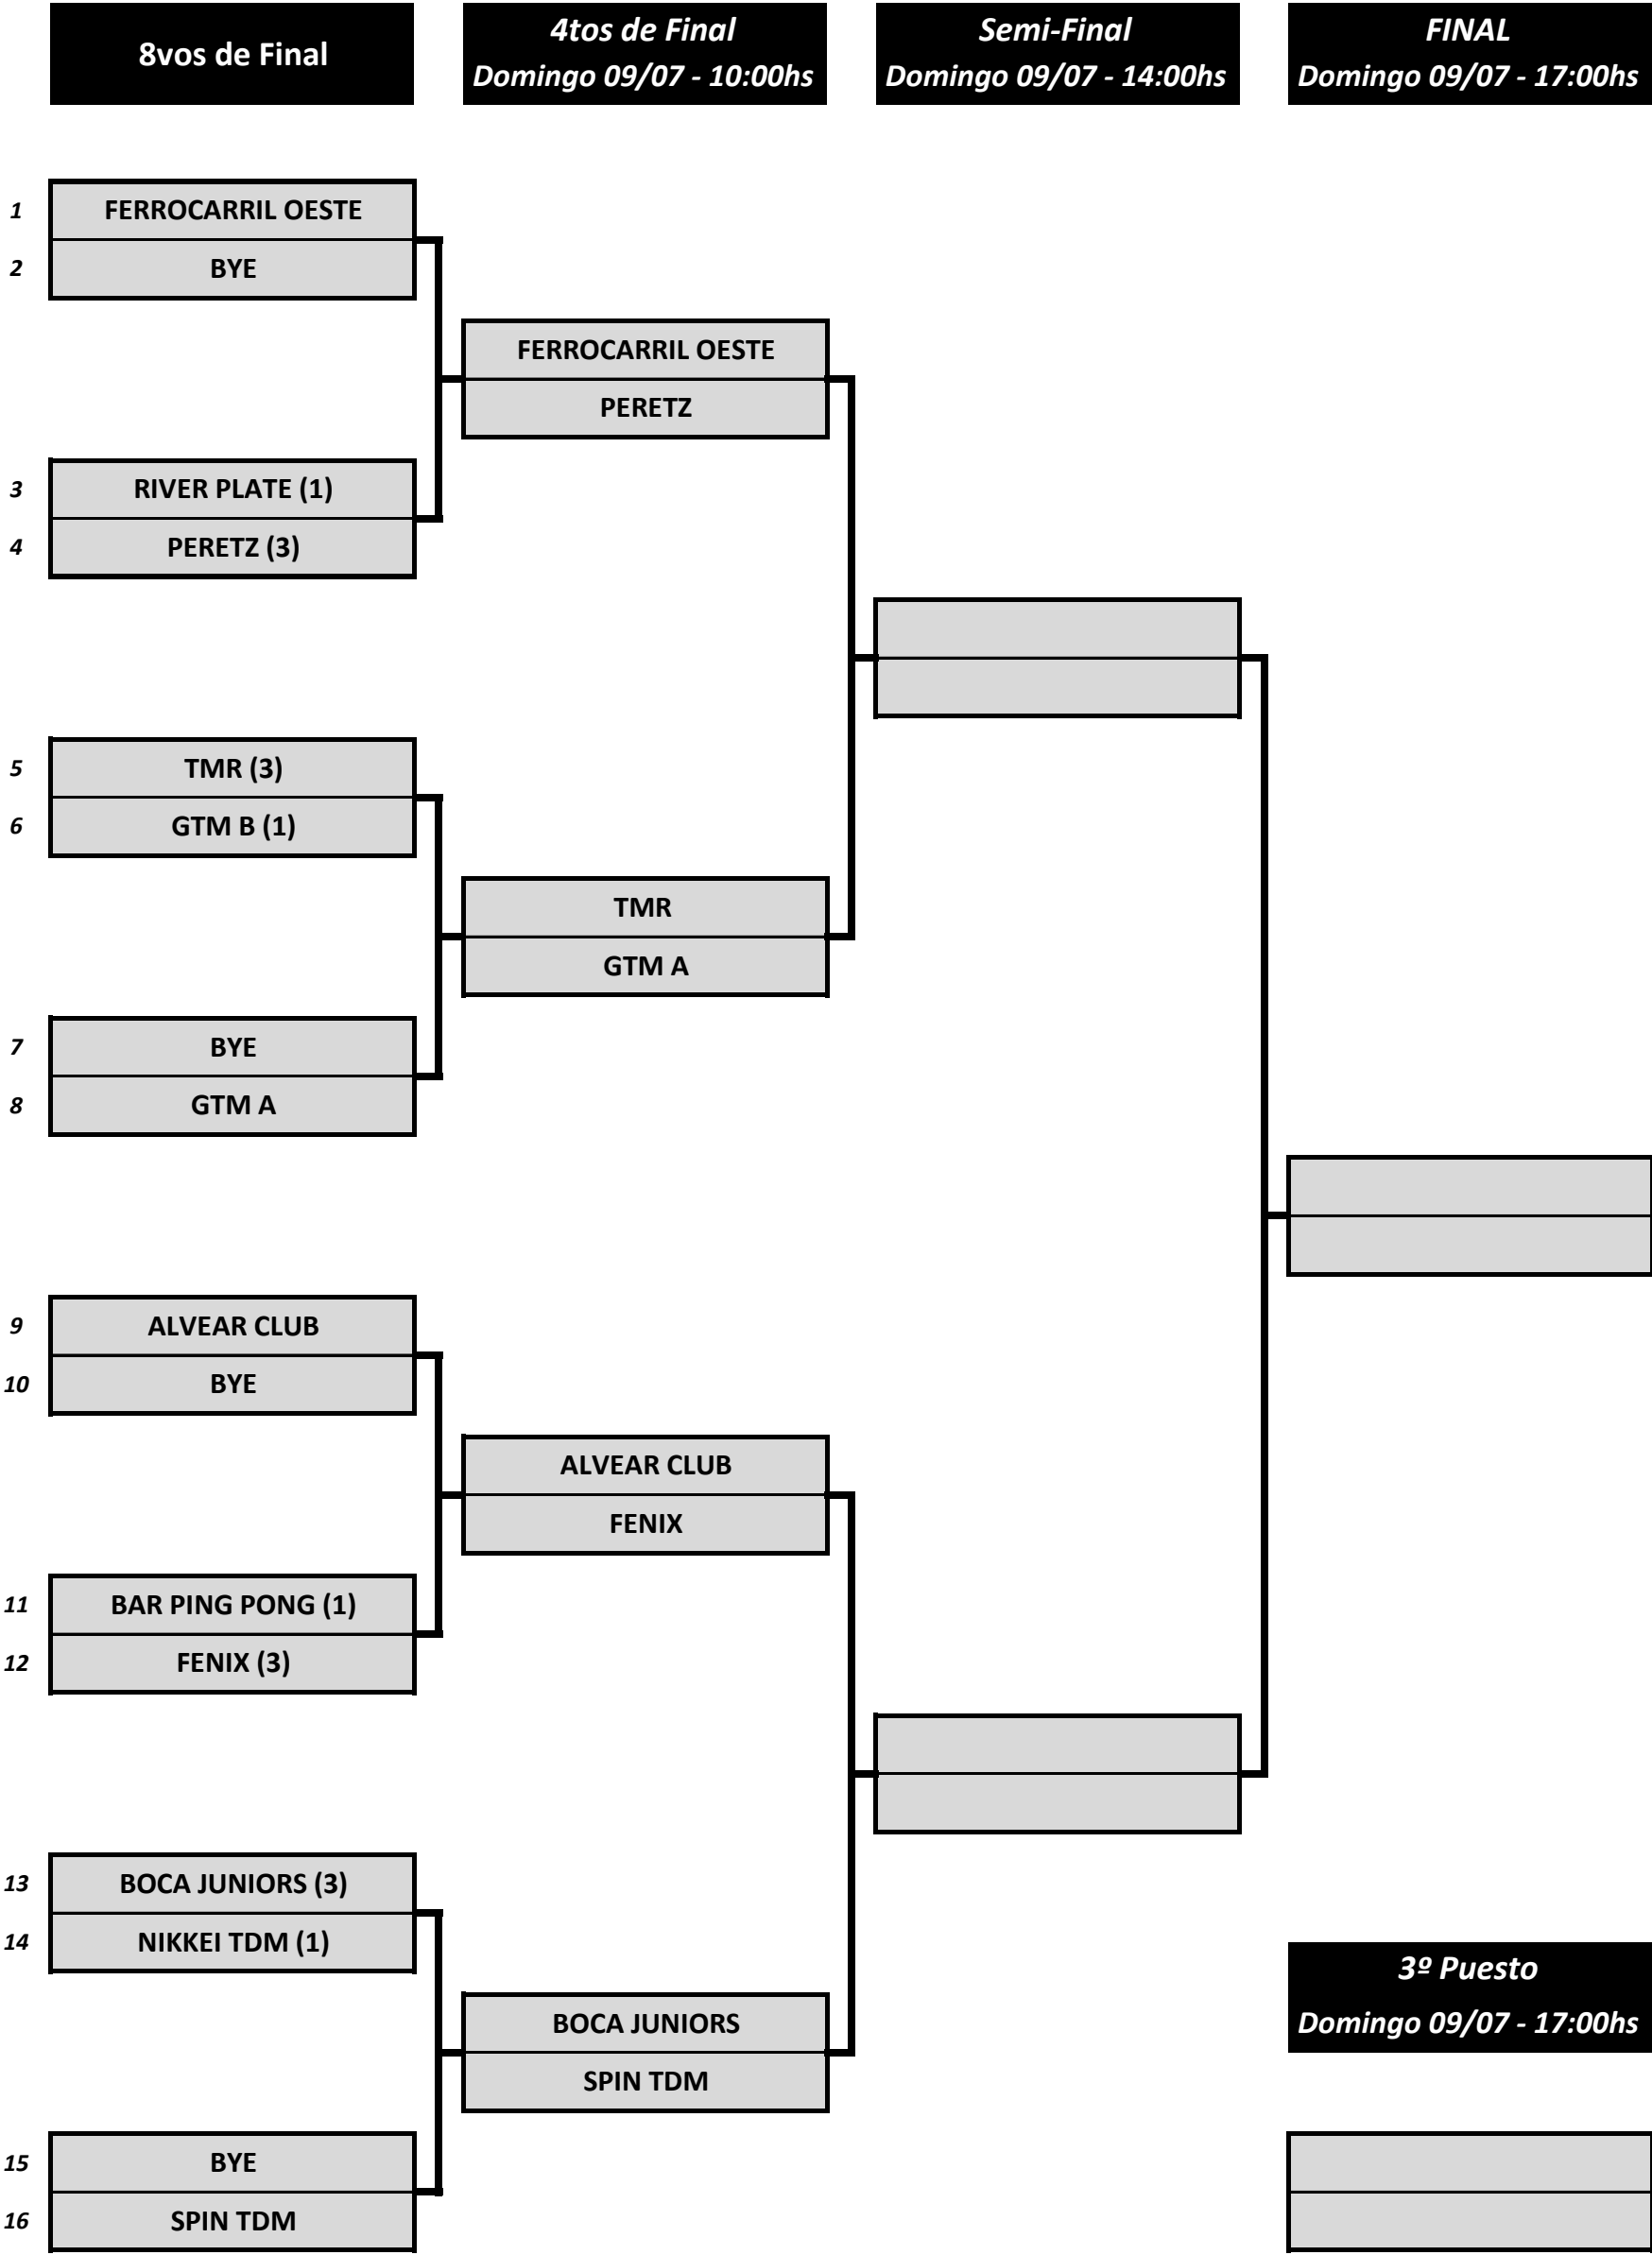 8vos de Final
4tos de Final
Domingo 09/07 - 10:00hs
Semi-Final
Domingo 09/07 - 14:00hs
FINAL
Domingo 09/07 - 17:00hs
1
FERROCARRIL OESTE
2
BYE
FERROCARRIL OESTE
PERETZ
3
RIVER PLATE (1)
4
PERETZ (3)
5
TMR (3)
6
GTM B (1)
TMR
GTM A
7
BYE
8
GTM A
9
ALVEAR CLUB
10
BYE
ALVEAR CLUB
FENIX
11
BAR PING PONG (1)
12
FENIX (3)
13
BOCA JUNIORS (3)
14
NIKKEI TDM (1)
3º Puesto
Domingo 09/07 - 17:00hs
BOCA JUNIORS
SPIN TDM
15
BYE
16
SPIN TDM